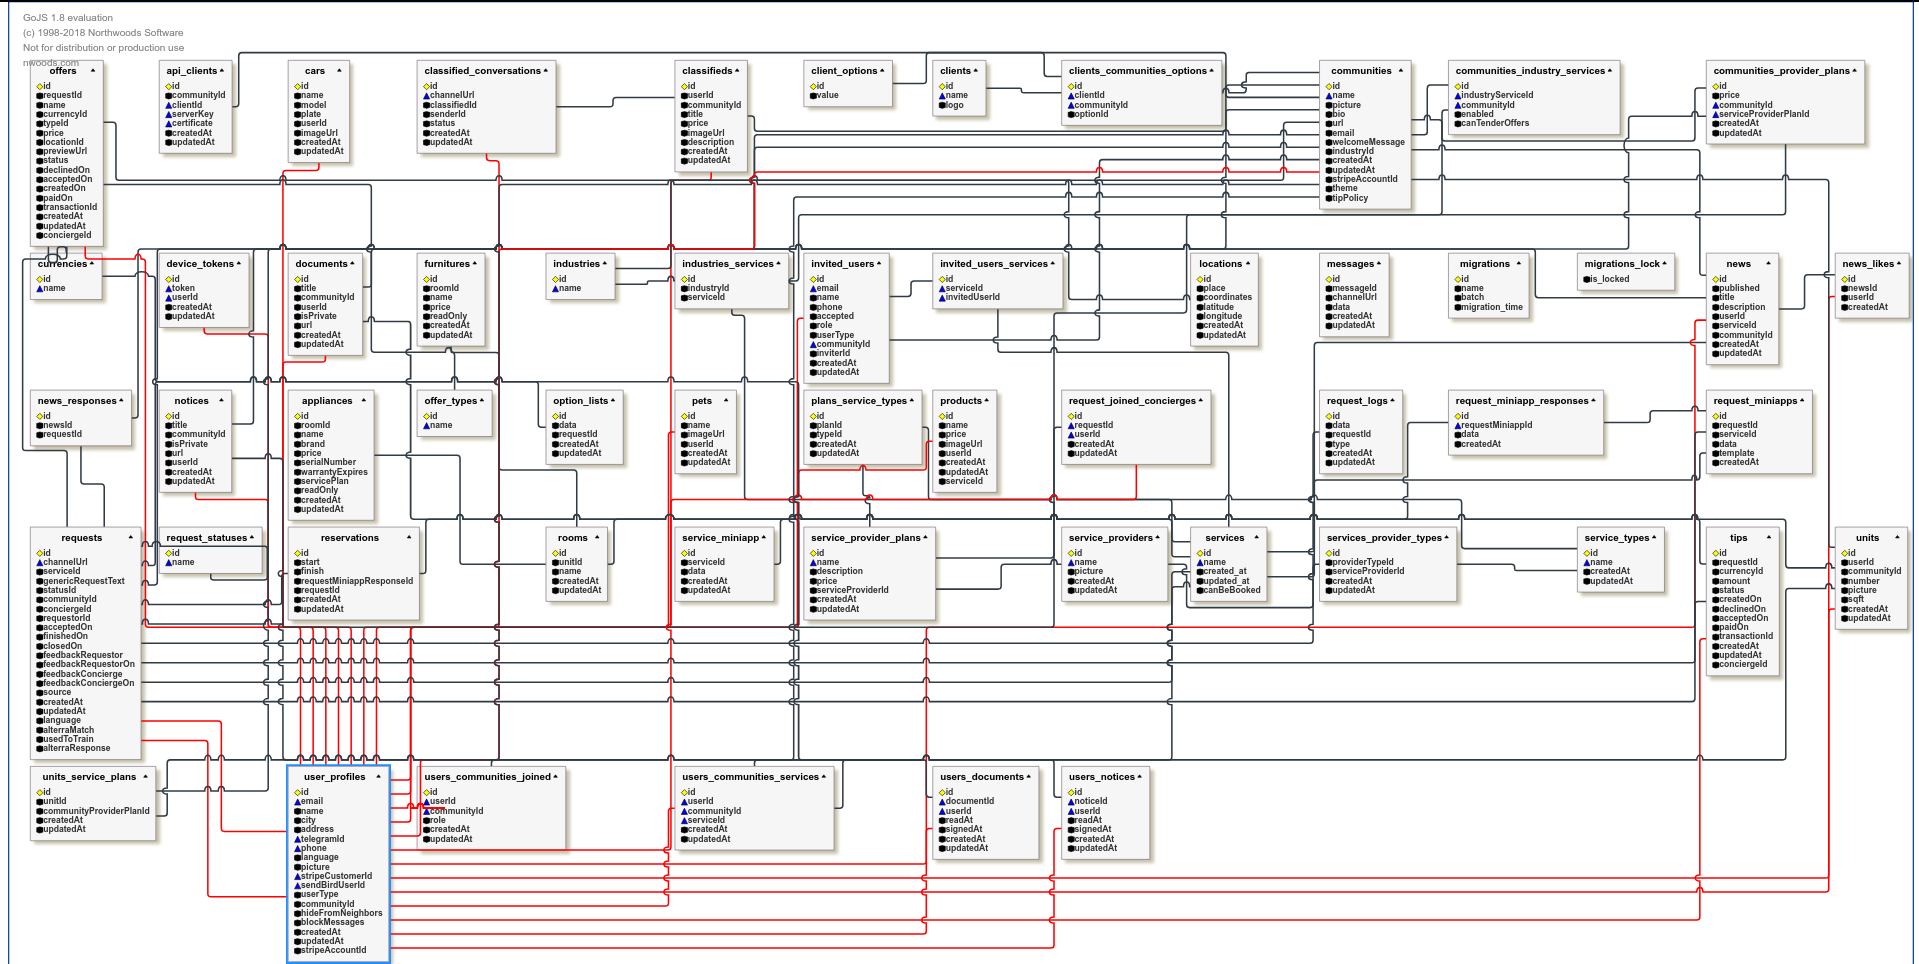 GoJS 1.8 evaluation
(c) 1998-2018 Northwoods Software
Not for distribution or production use
nwoods.com
offers
id
requestId
name
currencyId
typeId
price
locationId
previewUrl
status
declinedOn
acceptedOn
createdOn
paidOn
transactionId
createdAt
updatedAt
conciergeId
api_clients
id
communityId
clientId
serverKey
certificate
createdAt
updatedAt
cars
id
name
model
plate
userId
imageUrl
createdAt
updatedAt
classified_conversations
id
channelUrl
classifiedId
senderId
status
createdAt
updatedAt
classifieds
id
userId
communityId
title
price
imageUrl
description
createdAt
updatedAt
client_options
id
value
clients
id
name
logo
clients_communities_options
id
clientId
communityId
optionId
communities
id
name
picture
bio
url
email
welcomeMessage
industryId
createdAt
updatedAt
stripeAccountId
theme
tipPolicy
communities_industry_services
id
industryServiceId
communityId
enabled
canTenderOffers
communities_provider_plans
id
price
communityId
serviceProviderPlanId
createdAt
updatedAt
currencies
id
name
device_tokens
id
token
userId
createdAt
updatedAt
documents
id
title
communityId
userId
isPrivate
url
createdAt
updatedAt
furnitures
id
roomId
name
price
readOnly
createdAt
updatedAt
industries
id
name
industries_services
id
industryId
serviceId
invited_users
id
email
name
phone
accepted
role
userType
communityId
inviterId
createdAt
updatedAt
invited_users_services
id
serviceId
invitedUserId
locations
id
place
coordinates
latitude
longitude
createdAt
updatedAt
messages
id
messageId
channelUrl
data
createdAt
updatedAt
migrations
id
name
batch
migration_time
migrations_lock
is_locked
news
id
published
title
description
userId
serviceId
communityId
createdAt
updatedAt
news_likes
id
newsId
userId
createdAt
news_responses
id
newsId
requestId
notices
id
title
communityId
isPrivate
url
userId
createdAt
updatedAt
appliances
id
roomId
name
brand
price
serialNumber
warrantyExpires
servicePlan
readOnly
createdAt
updatedAt
offer_types
id
name
option_lists
id
data
requestId
createdAt
updatedAt
pets
id
name
imageUrl
userId
createdAt
updatedAt
plans_service_types
id
planId
typeId
createdAt
updatedAt
products
id
name
price
imageUrl
userId
createdAt
updatedAt
serviceId
request_joined_concierges
id
requestId
userId
createdAt
updatedAt
request_logs
id
data
requestId
type
createdAt
updatedAt
request_miniapp_responses
id
requestMiniappId
data
createdAt
request_miniapps
id
requestId
serviceId
data
template
createdAt
requests
id
channelUrl
serviceId
genericRequestText
statusId
communityId
conciergeId
requestorId
acceptedOn
finishedOn
closedOn
feedbackRequestor
feedbackRequestorOn
feedbackConcierge
feedbackConciergeOn
source
createdAt
updatedAt
language
alterraMatch
usedToTrain
alterraResponse
request_statuses
id
name
reservations
id
start
finish
requestMiniappResponseId
requestId
createdAt
updatedAt
rooms
id
unitId
name
createdAt
updatedAt
service_miniapp
id
serviceId
data
createdAt
updatedAt
service_provider_plans
id
name
description
price
serviceProviderId
createdAt
updatedAt
service_providers
id
name
picture
createdAt
updatedAt
services
id
name
created_at
updated_at
canBeBooked
services_provider_types
id
providerTypeId
serviceProviderId
createdAt
updatedAt
service_types
id
name
createdAt
updatedAt
tips
id
requestId
currencyId
amount
status
createdOn
declinedOn
acceptedOn
paidOn
transactionId
createdAt
updatedAt
conciergeId
units
id
userId
communityId
number
picture
sqft
createdAt
updatedAt
units_service_plans
id
unitId
communityProviderPlanId
createdAt
updatedAt
user_profiles
id
email
name
city
address
telegramId
phone
language
picture
stripeCustomerId
sendBirdUserId
userType
communityId
hideFromNeighbors
blockMessages
createdAt
updatedAt
stripeAccountId
users_communities_joined
id
userId
communityId
role
createdAt
updatedAt
users_communities_services
id
userId
communityId
serviceId
createdAt
updatedAt
users_documents
id
documentId
userId
readAt
signedAt
createdAt
updatedAt
users_notices
id
noticeId
userId
readAt
signedAt
createdAt
updatedAt